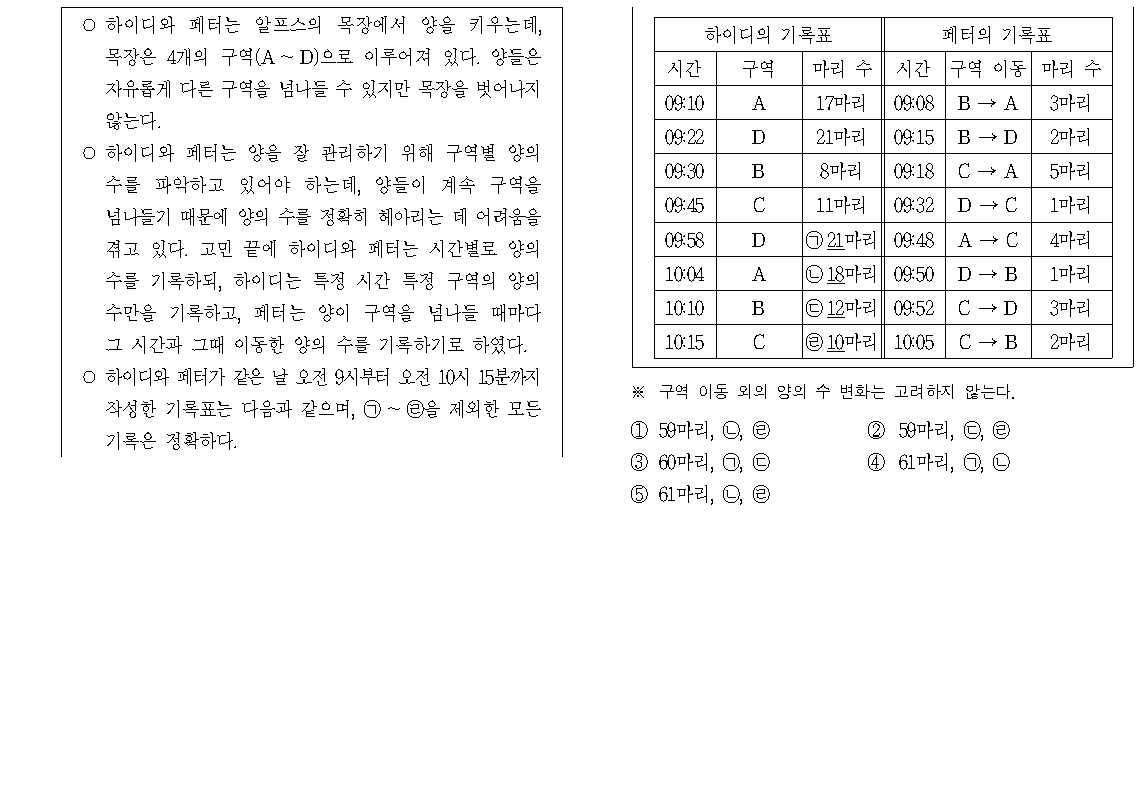 ○ 하이디와 페터는 알프스의 목장에서 양을 키우는데,
목장은 4개의 구역(A ~ D)으로 이루어져 있다. 양들은
자유롭게 다른 구역을 넘나들 수 있지만 목장을 벗어나지
않는다.
○ 하이디와 페터는 양을 잘 관리하기 위해 구역별 양의
수를 파악하고 있어야 하는데, 양들이 계속 구역을
넘나들기 때문에 양의 수를 정확히 헤아리는 데 어려움을
겪고 있다. 고민 끝에 하이디와 페터는 시간별로 양의
수를 기록하되, 하이디는 특정 시간 특정 구역의 양의
수만을 기록하고, 페터는 양이 구역을 넘나들 때마다
그 시간과 그때 이동한 양의 수를 기록하기로 하였다.
○ 하이디와 페터가 같은 날 오전 9시부터 오전 10시 15분까지
작성한 기록표는 다음과 같으며, ㉠ ~ ㉣을 제외한 모든
기록은 정확하다.
하이디의 기록표 페터의 기록표
시간 구역 마리 수 시간 구역 이동 마리 수
09:10 A 17마리 09:08 B → A 3마리
09:22 D 21마리 09:15 B → D 2마리
09:30 B 8마리 09:18 C → A 5마리
09:45 C 11마리 09:32 D → C 1마리
09:58 D ㉠ 21마리 09:48 A → C 4마리
10:04 A ㉡ 18마리 09:50 D → B 1마리
10:10 B ㉢ 12마리 09:52 C → D 3마리
10:15 C ㉣ 10마리 10:05 C → B 2마리
※ 구역 이동 외의 양의 수 변화는 고려하지 않는다.
① 59마리, ㉡, ㉣ ② 59마리, ㉢, ㉣
③ 60마리, ㉠, ㉢ ④ 61마리, ㉠, ㉡
⑤ 61마리, ㉡, ㉣